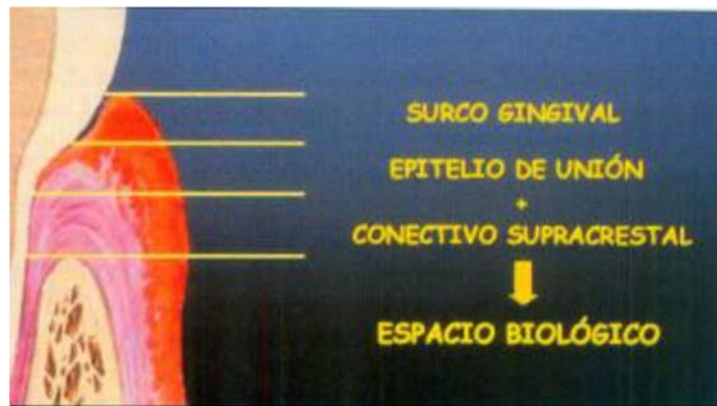 SURCO GINGIVAL
EPITELIO DE UNIÓN
+
CONECTIVO SUPRACRESTAL
ESPACIO BIOLÓGICO